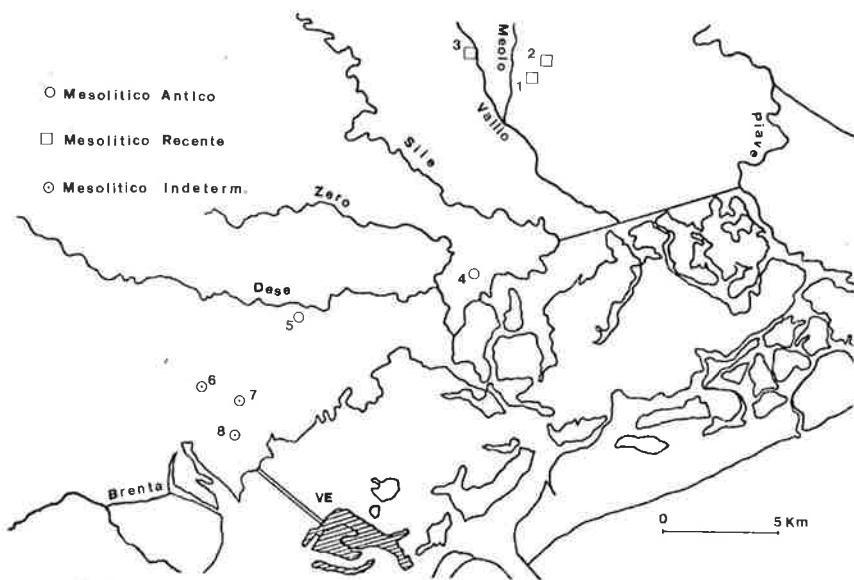 Mesolitico Antico
Mesolitico Recente
Mesolitico Indeterm.
3
Meolo
2
1
Vallio
Piave
Sile
Zero
Dese
4
5
6
7
8
Brenta
VE
0 5 Km